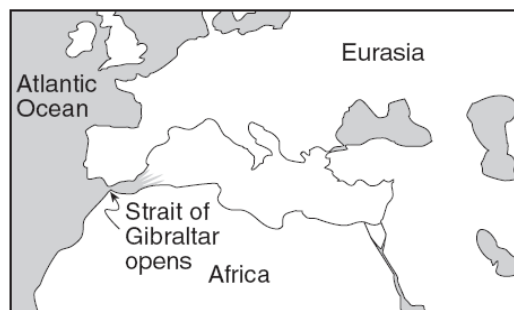 Eurasia
Atlantic
Ocean
Strait of
Gibraltar
opens
Africa